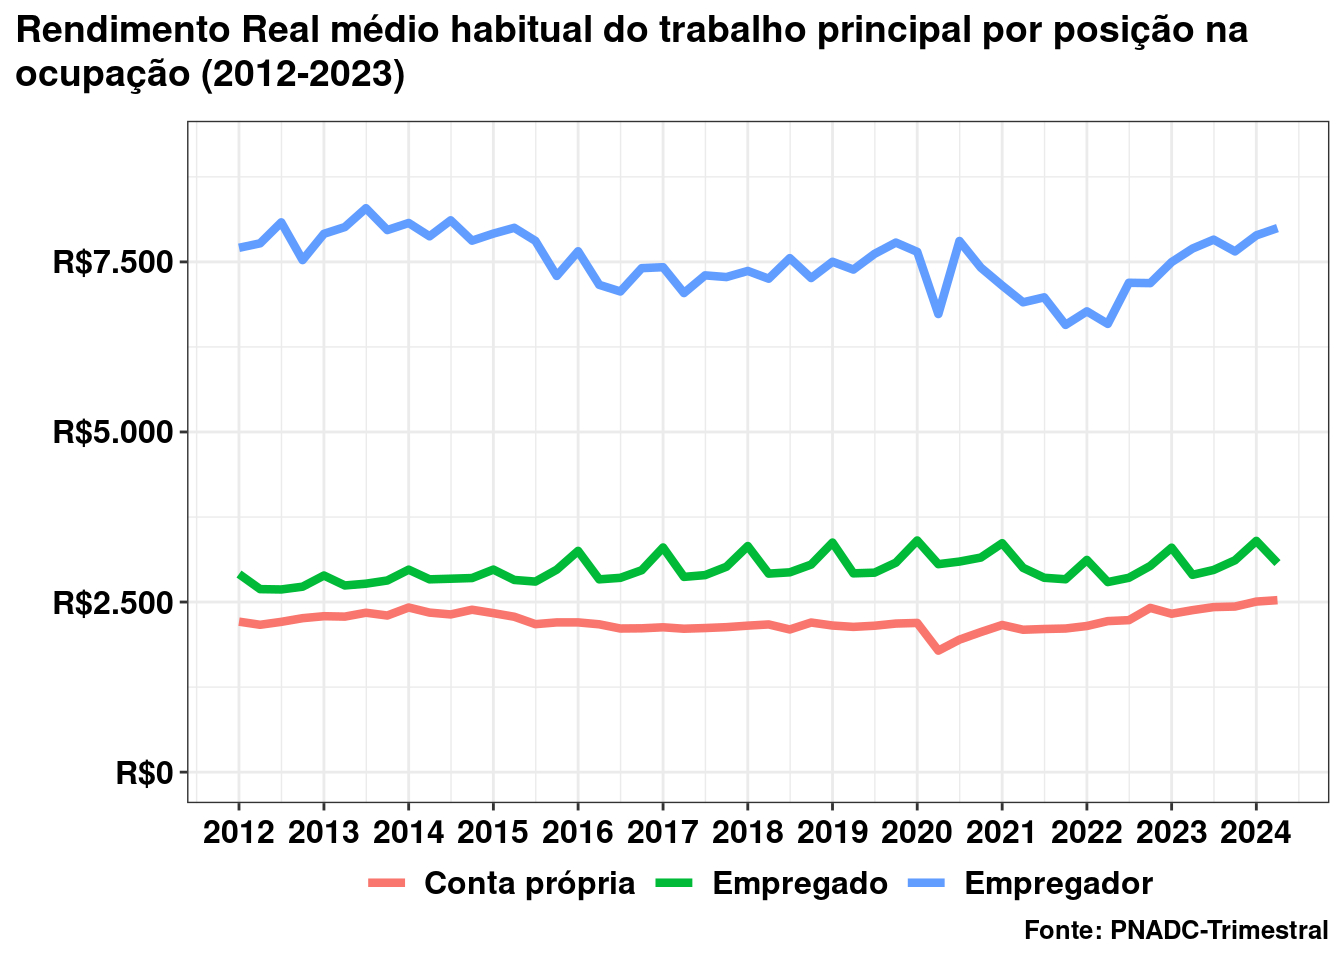 Rendimento Real médio habitual do trabalho principal por posição na
ocupação (2012-2023)
R$7.500
R$5.000
R$2.500
R$0
2012 2013 2014 2015 2016 2017 2018 2019 2020 2021 2022 2023 2024
Conta própria Empregado Empregador
Fonte: PNADC-Trimestral